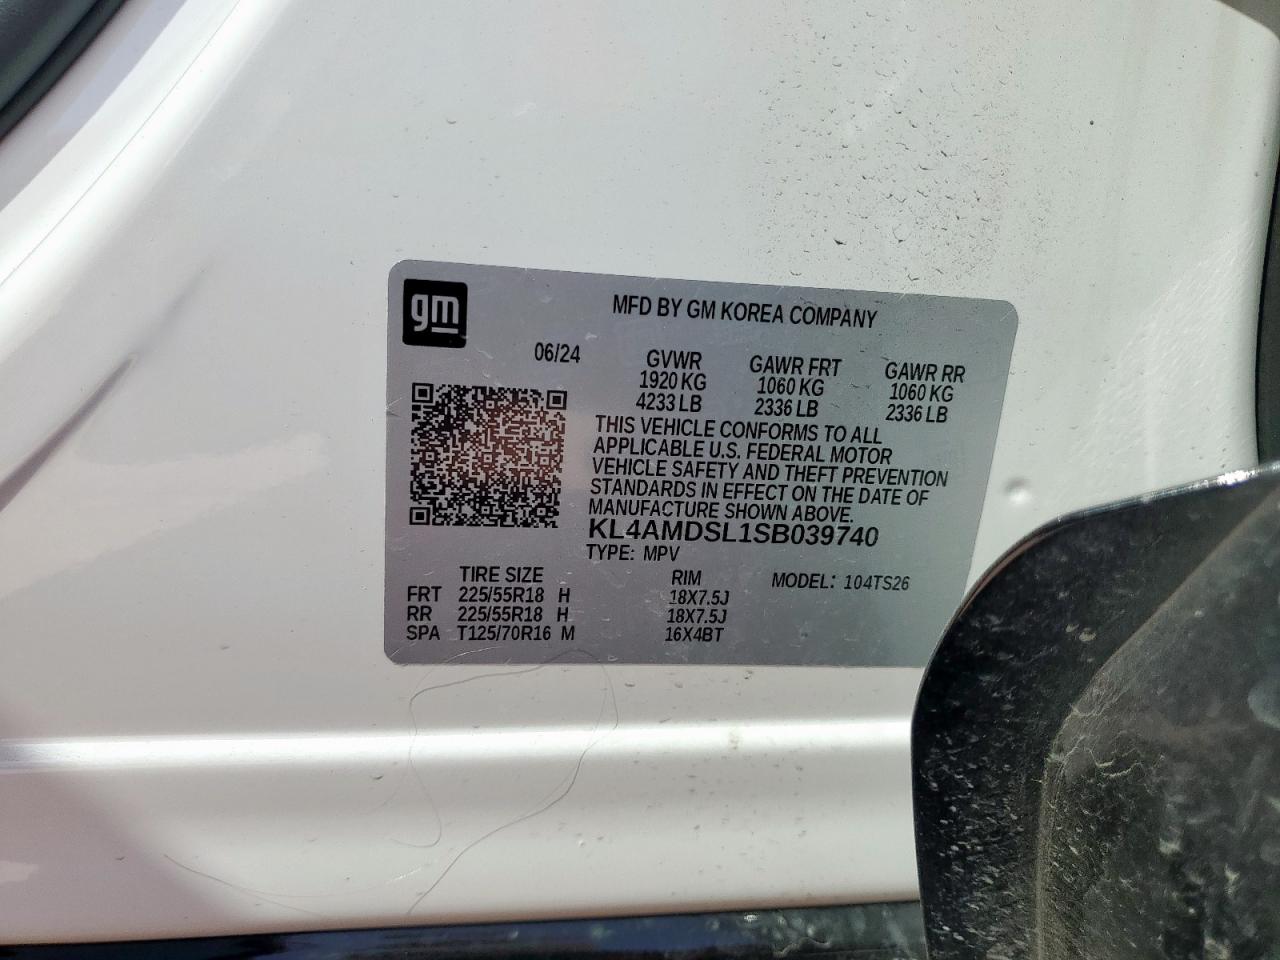 gm
MFD BY GM KOREA COMPANY
06/24 GVWR GAWR FRT GAWR RR
1920 KG 1060 KG 1060 KG
4233 LB 2336 LB 2336 LB
THIS VEHICLE CONFORMS TO ALL
APPLICABLE U.S. FEDERAL MOTOR
VEHICLE SAFETY AND THEFT PREVENTION
STANDARDS IN EFFECT ON THE DATE OF
MANUFACTURE SHOWN ABOVE.
KL4AMDSL1SB039740
TYPE: MPV
TIRE SIZE RIM MODEL: 104TS26
FRT 225/55R18 H 18X7.5J
RR 225/55R18 H 18X7.5J
SPA T125/70R16 M 16X4BT